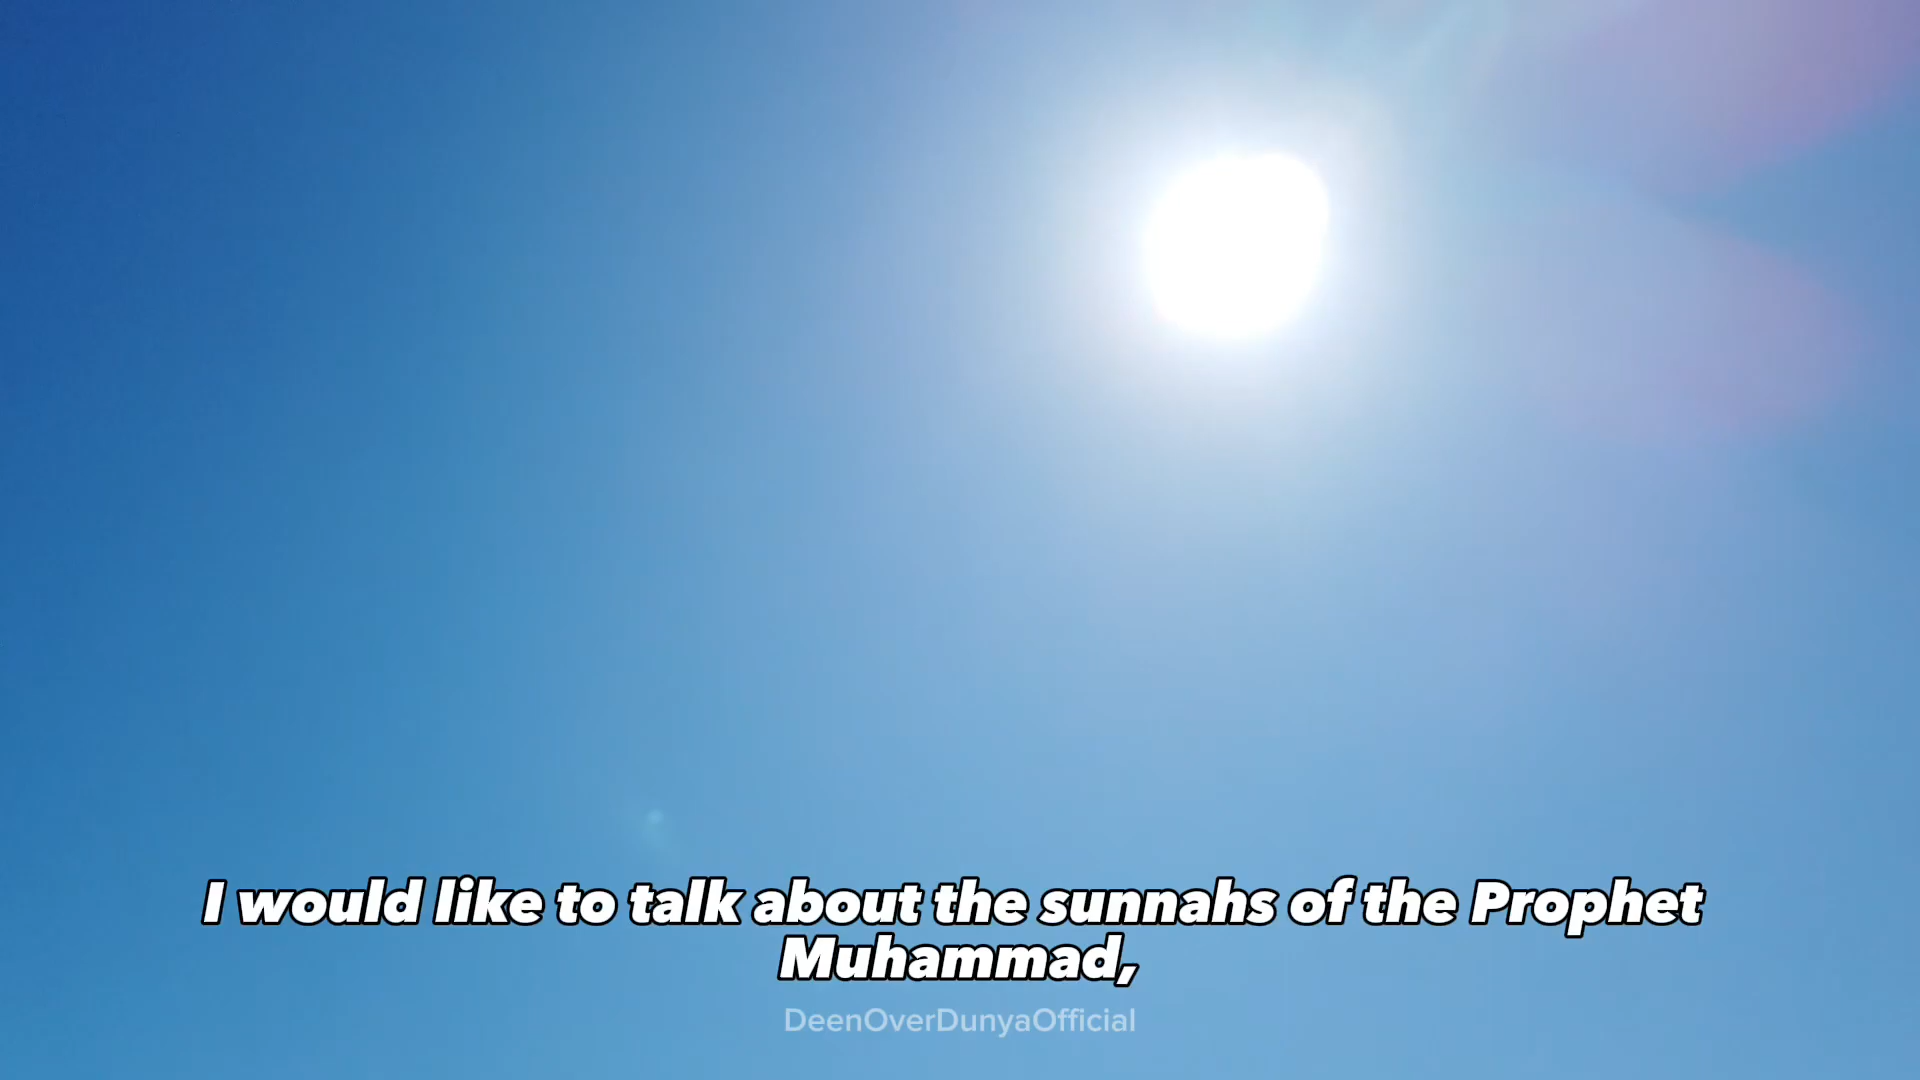 I would like to talk about the sunnahs of the Prophet
Muhammad,
DeenOverDunyaOfficial